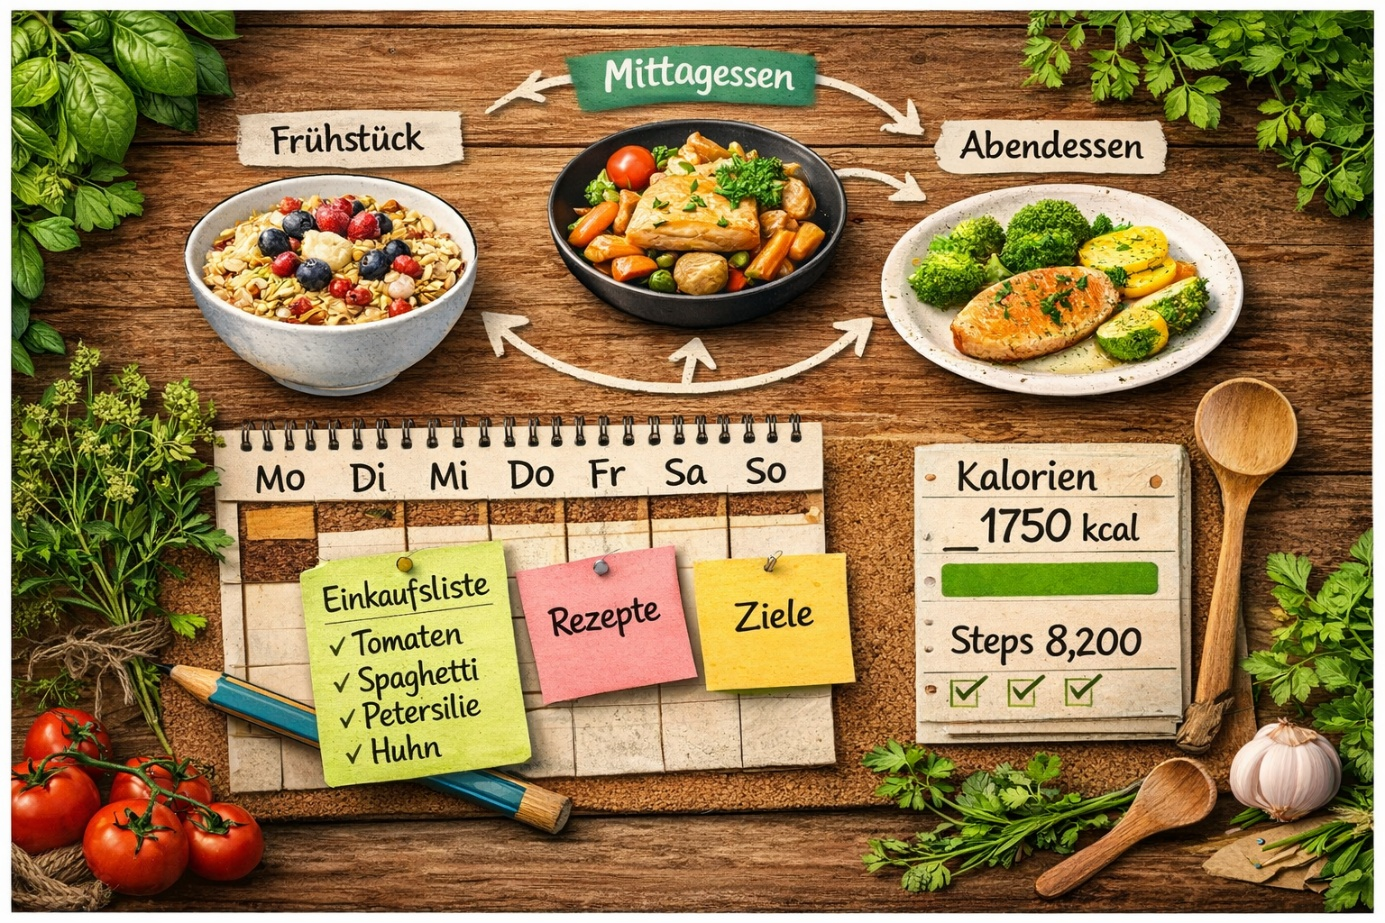 Mittagessen
Frühstück
Abendessen
Mo Di Mi Do Fr Sa So
Einkaufsliste
✓ Tomaten
✓ Spaghetti
✓ Petersilie
✓ Huhn
Rezepte
Ziele
Kalorien
_1750 kcal
Steps 8,200